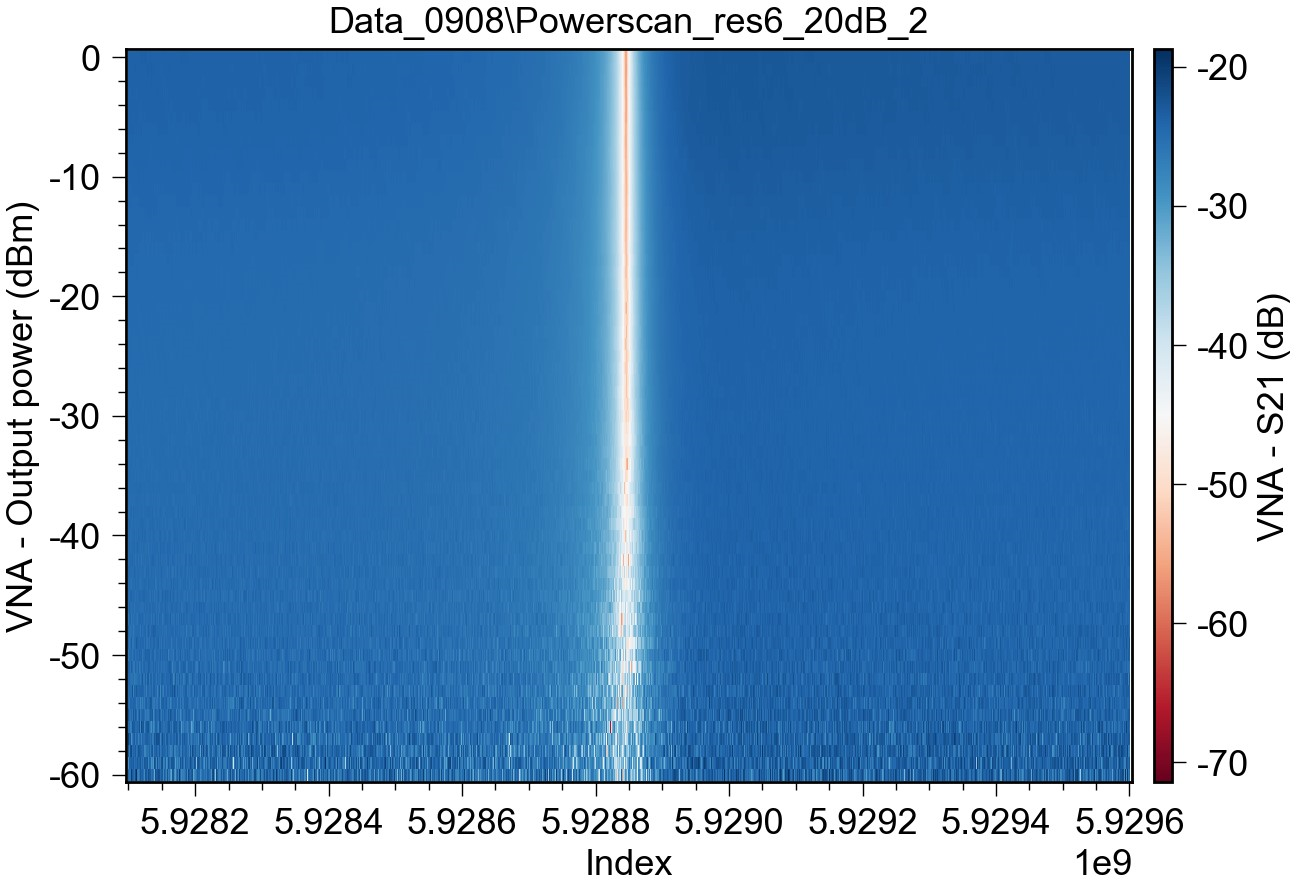 Data_0908\Powerscan_res6_20dB_2
0
-10
-20
-30
-40
-50
-60
VNA - Output power (dBm)
5.9282 5.9284 5.9286 5.9288 5.9290 5.9292 5.9294 5.9296
Index
1e9
-20
-30
-40
-50
-60
-70
VNA - S21 (dB)